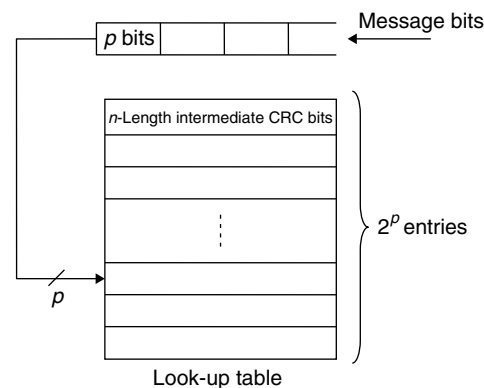 Message bits
p bits
n-Length intermediate CRC bits
2^p entries
p
Look-up table